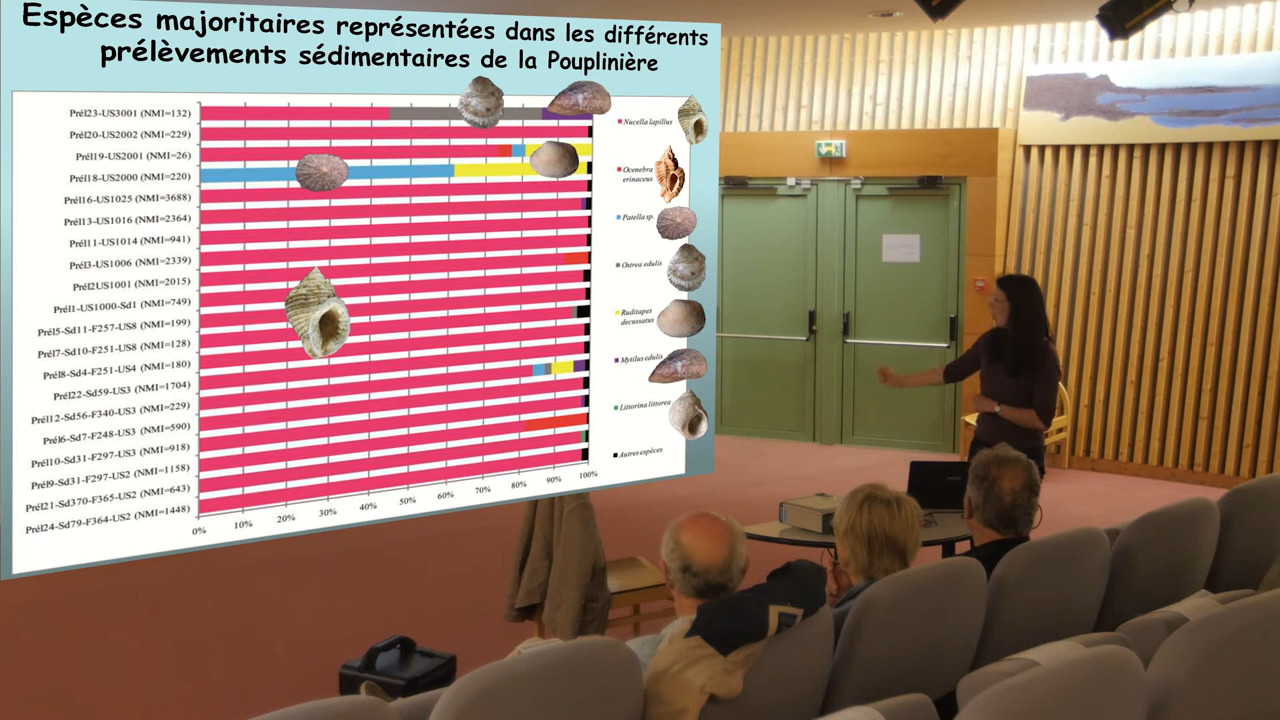 Espèces majoritaires représentées dans les différents
prélèvements sédimentaires de la Pouplinière
Prél23-US3001 (NMI=132)
Prél20-US2002 (NMI=229)
Prél19-US2001 (NMI=26)
Prél18-US2000 (NMI=220)
Prél16-US1025 (NMI=3688)
Prél13-US1016 (NMI=2364)
Prél11-US1014 (NMI=941)
Prél3-US1006 (NMI=2339)
Prél2US1001 (NMI=2015)
Prél1-US1000-Sd1 (NMI=749)
Prél5-Sd11-F257-US8 (NMI=199)
Prél7-Sd10-F251-US8 (NMI=128)
Prél8-Sd4-F251-US4 (NMI=180)
Prél22-Sd59-US3 (NMI=1704)
Prél12-Sd56-F340-US3 (NMI=229)
Prél6-Sd7-F248-US3 (NMI=590)
Prél10-Sd31-F297-US3 (NMI=918)
Prél9-Sd31-F297-US2 (NMI=1158)
Prél21-Sd370-F365-US2 (NMI=643)
Prél24-Sd79-F364-US2 (NMI=1448)
0% 10% 20% 30% 40% 50% 60% 70% 80% 90% 100%
Nucella lapillus
Ocenebra
erinaceus
Patella sp.
Ostrea edulis
Ruditapes
decussatus
Mytilus edulis
Littorina littorea
Autres espèces